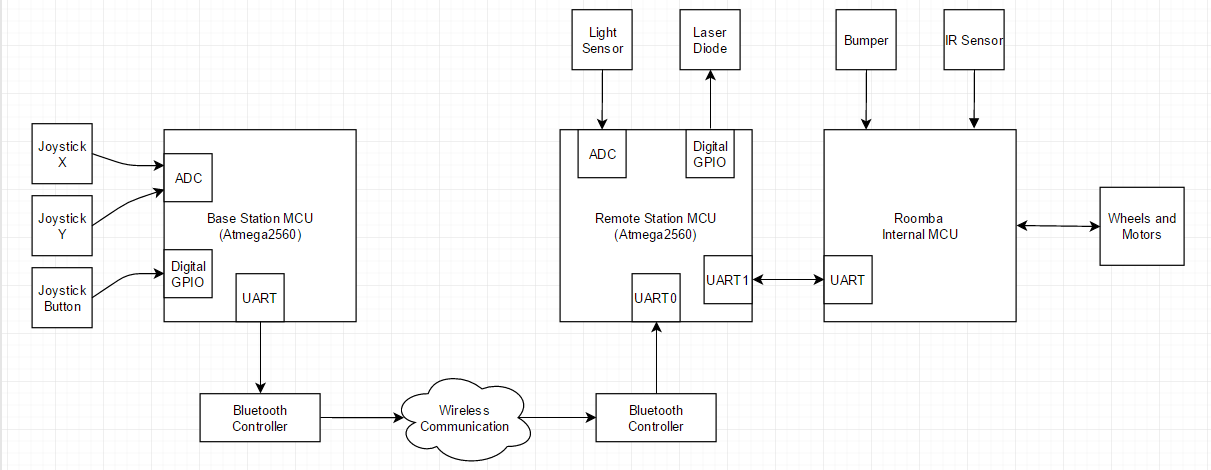 Light
Sensor
Laser
Diode
Bumper
IR Sensor
Joystick
X
Joystick
Y
Joystick
Button
ADC
Base Station MCU
(Atmega2560)
Digital
GPIO
UART
ADC
Digital
GPIO
Remote Station MCU
(Atmega2560)
UART1
UART0
Roomba
Internal MCU
UART
Wheels and
Motors
Bluetooth
Controller
Wireless
Communication
Bluetooth
Controller